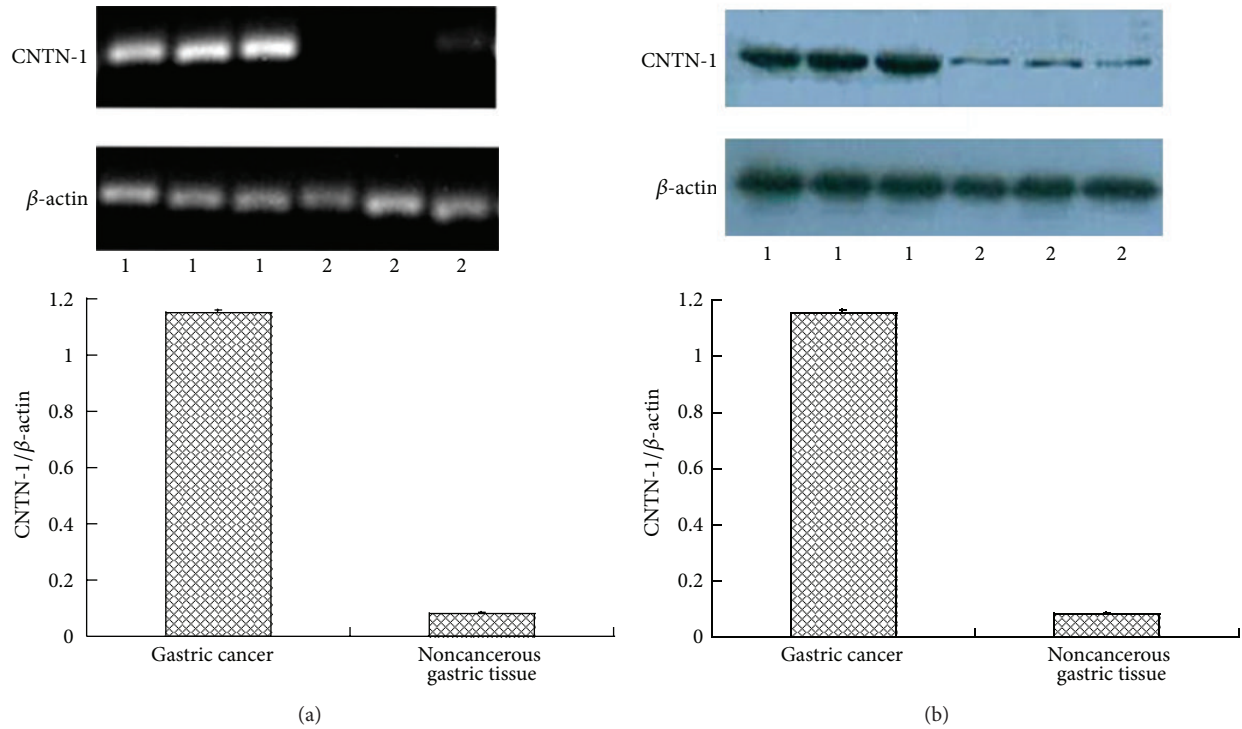 CNTN-1
β-actin
1 1 1 2 2 2
1.2
1
0.8
0.6
0.4
0.2
0
CNTN-1/β-actin
Gastric cancer
Noncancerous
gastric tissue
(a)
CNTN-1
β-actin
1 1 1 2 2 2
1.2
1
0.8
0.6
0.4
0.2
0
CNTN-1/β-actin
Gastric cancer
Noncancerous
gastric tissue
(b)